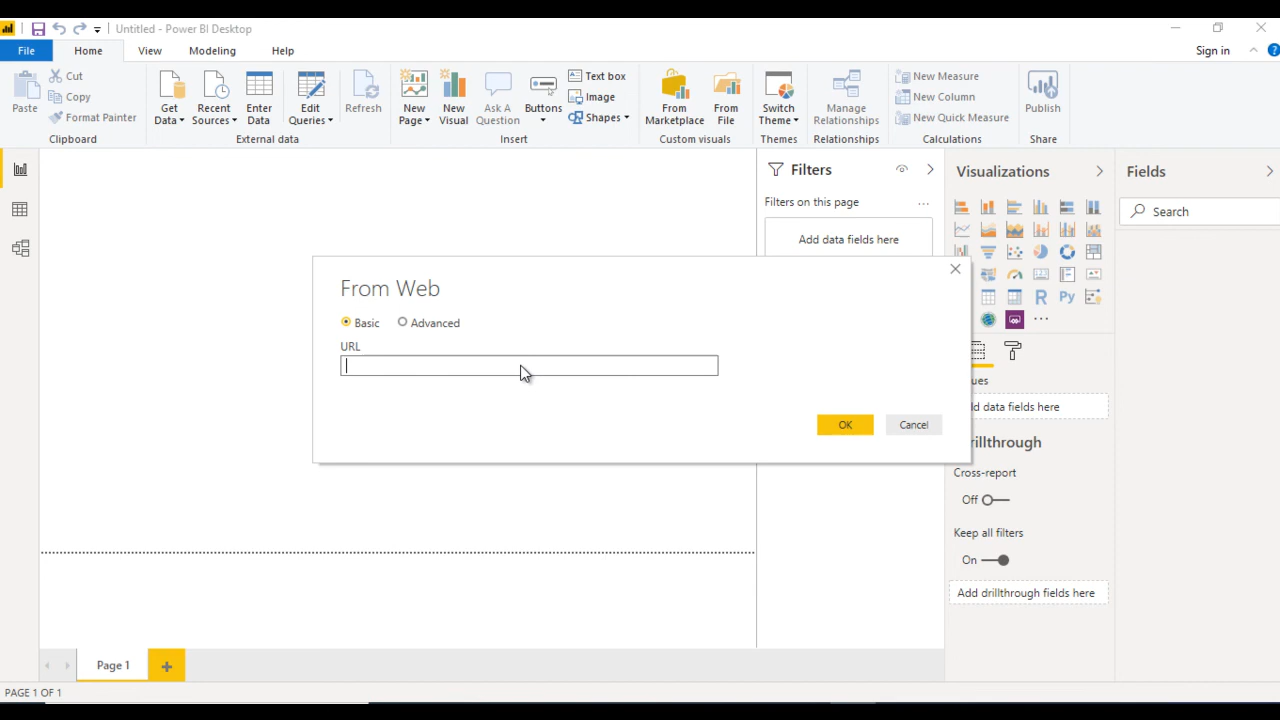 Untitled - Power BI Desktop
File Home View Modeling Help Sign in
Paste
Cut
Copy
Format Painter
Clipboard
Get Data
Recent Sources
Enter Data
Edit Queries
Refresh
External data
New Page
New Visual
Ask A Question
Buttons
Text box
Image
Shapes
Insert
From Marketplace
From File
Custom visuals
Switch Theme
Themes
Manage Relationships
Relationships
New Measure
New Column
New Quick Measure
Calculations
Publish
Share
Filters
Filters on this page
Add data fields here
Visualizations
R
Py
Fields
Search
From Web
Basic Advanced
URL
OK Cancel
ues
ld data fields here
rillthrough
Cross-report
Off
Keep all filters
On
Add drillthrough fields here
Page 1
PAGE 1 OF 1